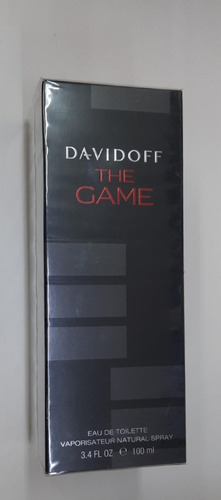 DAVIDOFF
THE
GAME
EAU DE TOILETTE
VAPORISATEUR NATURAL SPRAY
3.4 FL OZ ℮ 100 ml